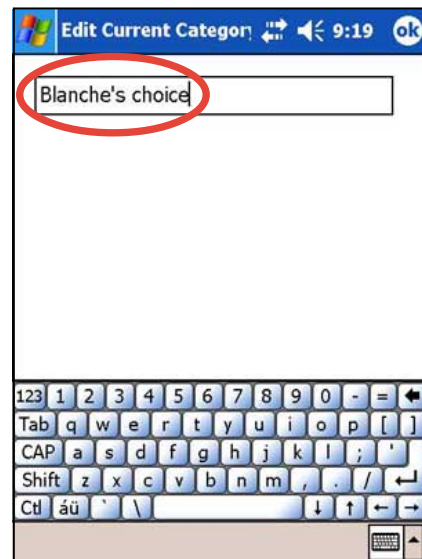 Edit Current Categor 9:19 ok
Blanche's choice
123 1 2 3 4 5 6 7 8 9 0 - =
Tab q w e r t y u i o p [ ]
CAP a s d f g h j k l ; '
Shift z x c v b n m , . /
Ctl áü ` \